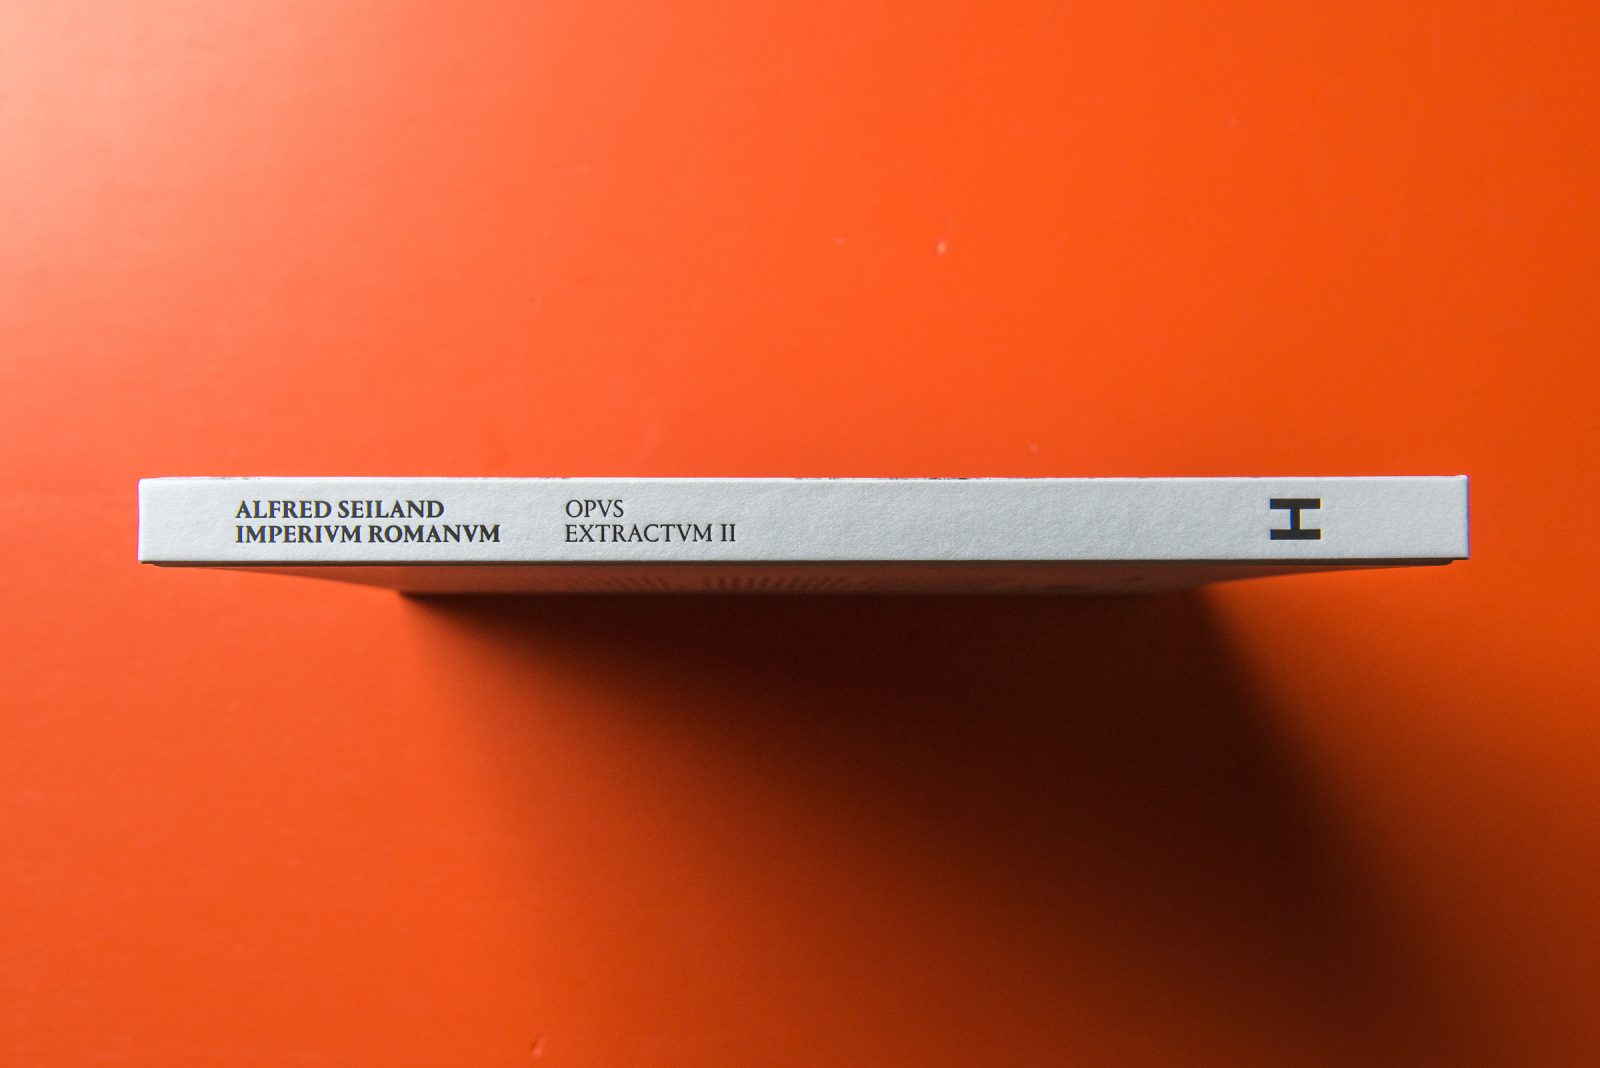 ALFRED SEILAND
IMPERIVM ROMANVM
OPVS
EXTRACTVM II
H